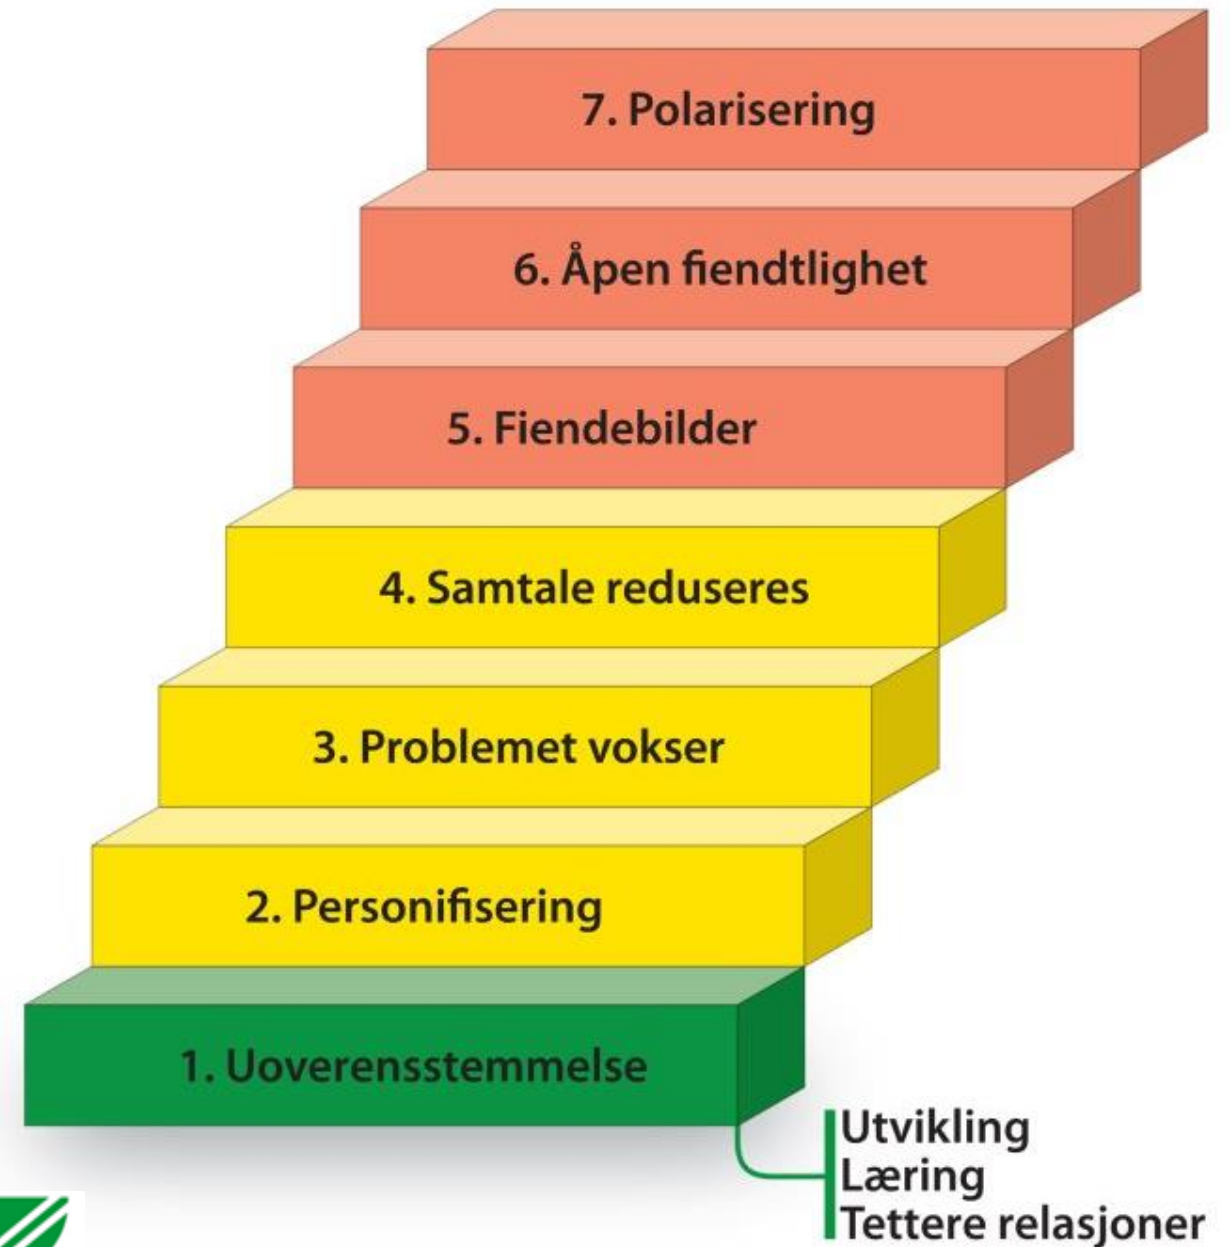 7. Polarisering
6. Åpen fiendtlighet
5. Fiendebilder
4. Samtale reduseres
3. Problemet vokser
2. Personifisering
1. Uoverensstemmelse
Utvikling
Læring
Tettere relasjoner